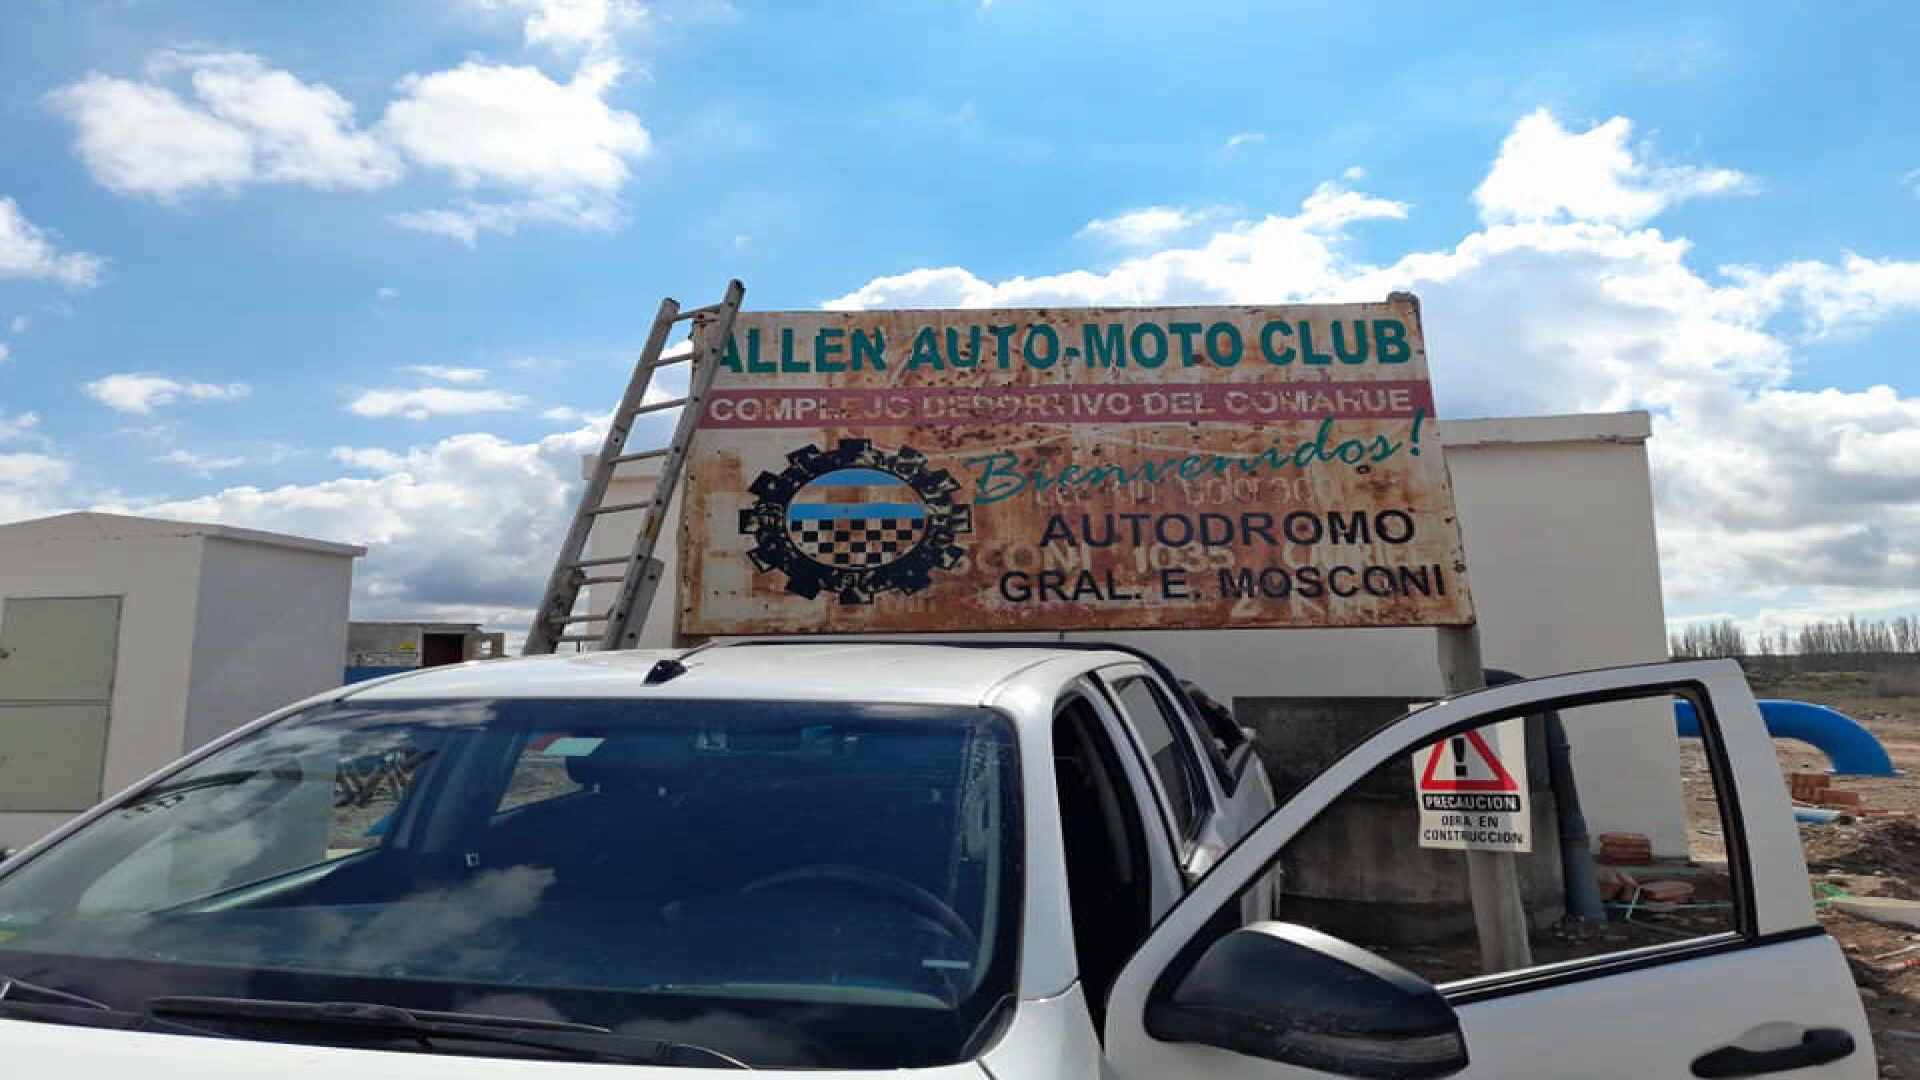 ALLEN AUTO-MOTO CLUB
COMPLEJO DEPORTIVO DEL COMAHUE
Bienvenidos!
AUTODROMO
GRAL. E. MOSCONI
PRECAUCION
OBRA EN
CONSTRUCCION